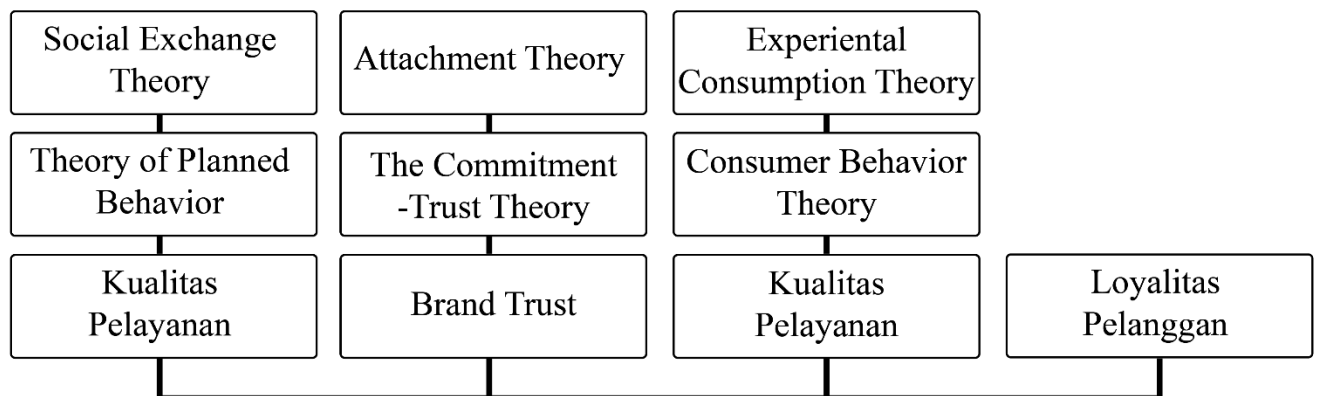 Social Exchange
Theory
Attachment Theory
Experiental
Consumption Theory
Theory of Planned
Behavior
The Commitment
-Trust Theory
Consumer Behavior
Theory
Kualitas
Pelayanan
Brand Trust
Kualitas
Pelayanan
Loyalitas
Pelanggan